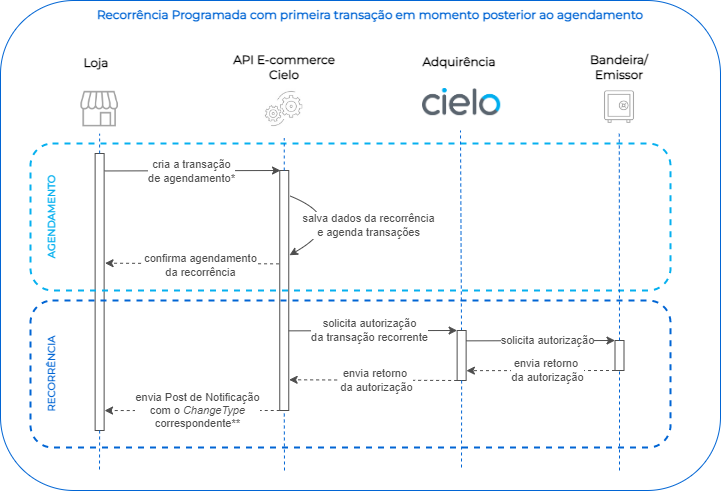 Recorrência Programada com primeira transação em momento posterior ao agendamento
Loja
API E-commerce
Cielo
Adquirência
Bandeira/
Emissor
cielo
AGENDAMENTO
cria a transação
de agendamento*
salva dados da recorrência
e agenda transações
confirma agendamento
da recorrência
RECORRÊNCIA
solicita autorização
da transação recorrente
solicita autorização
envia retorno
da autorização
envia retorno
da autorização
envia Post de Notificação
com o ChangeType
correspondente**